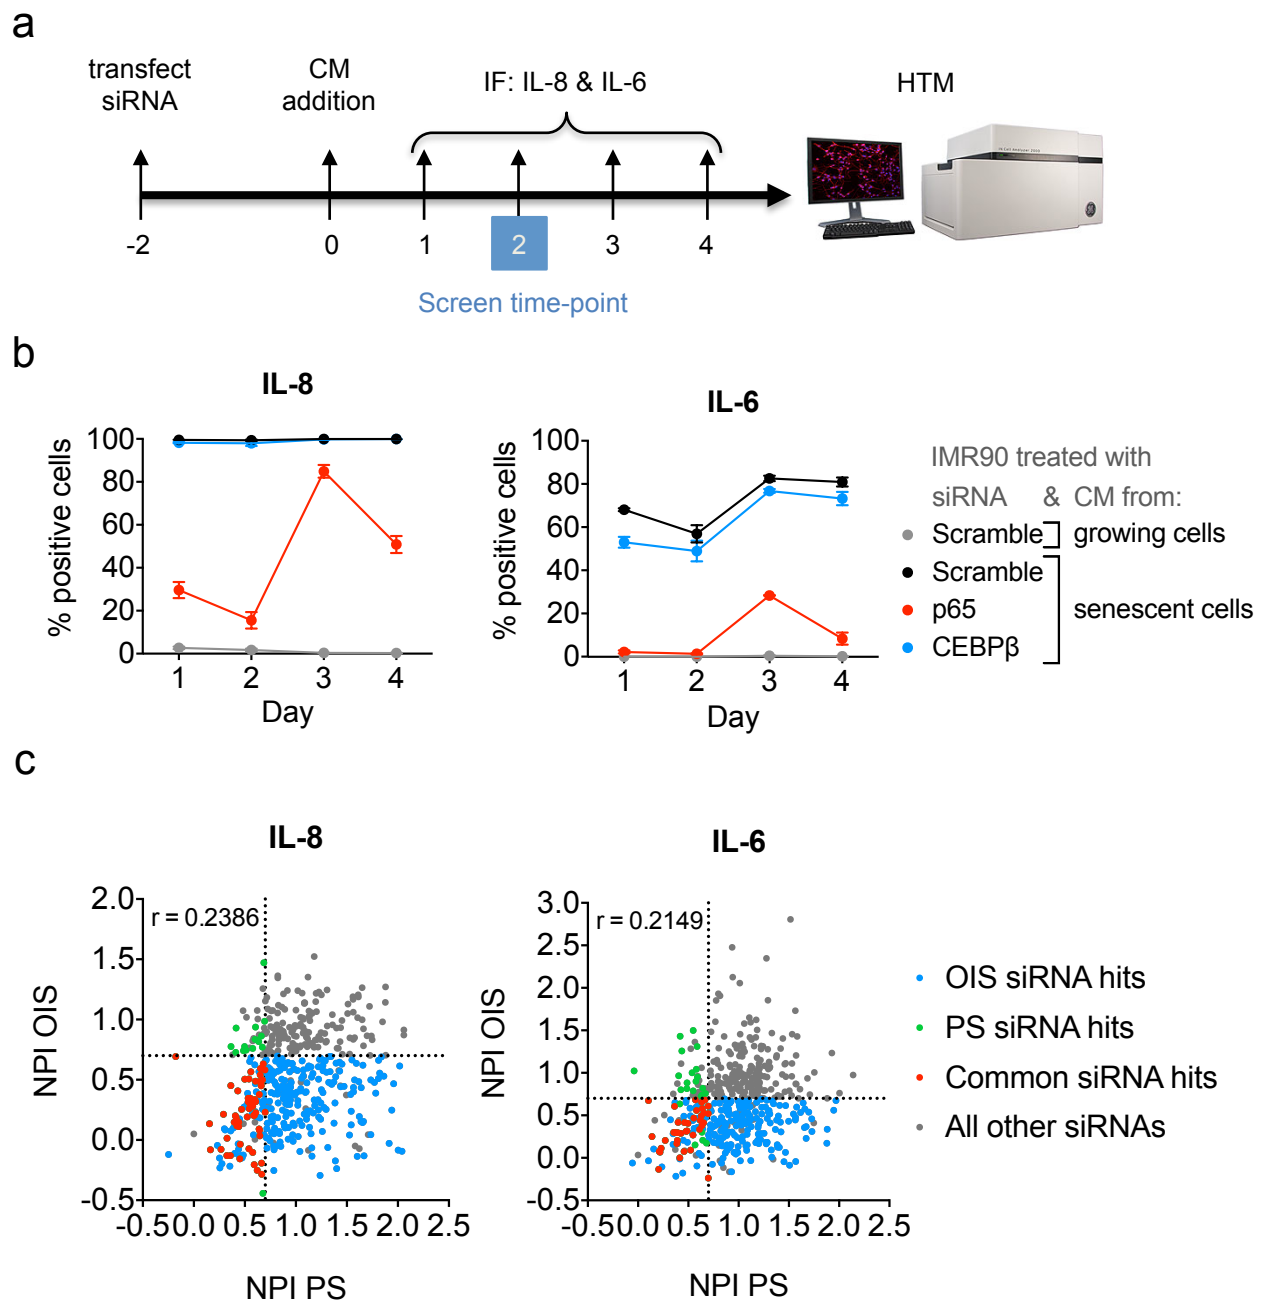 a
transfect
siRNA
CM
addition
IF: IL-8 & IL-6
HTM
-2
0
1
2
3
4
Screen time-point
b
IL-8
% positive cells
100
80
60
40
20
0
1
2
3
4
Day
IL-6
% positive cells
100
80
60
40
20
0
1
2
3
4
Day
IMR90 treated with
siRNA & CM from:
Scramble growing cells
Scramble
p65
senescent cells
CEBPβ
c
IL-8
r = 0.2386
NPI OIS
2.0
1.5
1.0
0.5
0.0
-0.5
-0.5 0.0 0.5 1.0 1.5 2.0 2.5
NPI PS
IL-6
r = 0.2149
NPI OIS
3.0
2.5
2.0
1.5
1.0
0.5
0.0
-0.5
-0.5 0.0 0.5 1.0 1.5 2.0 2.5
NPI PS
OIS siRNA hits
PS siRNA hits
Common siRNA hits
All other siRNAs